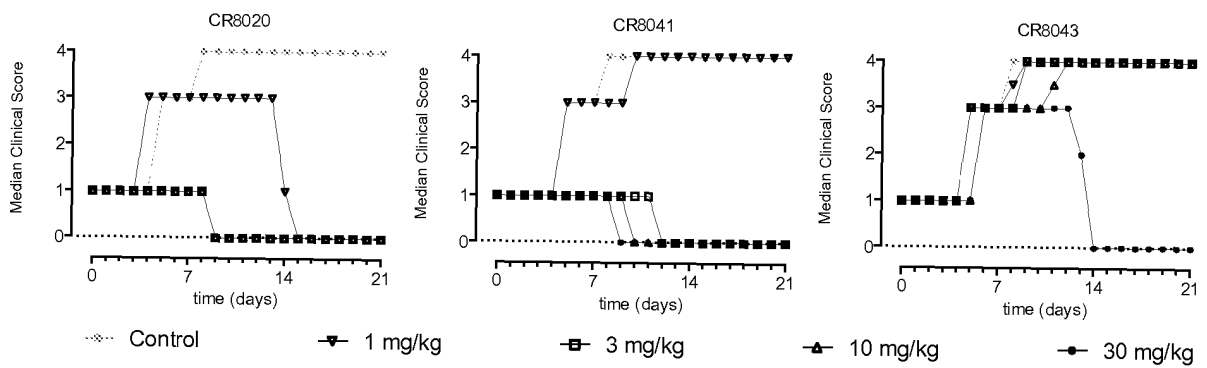 CR8020
Median Clinical Score
4
3
2
1
0
0 7 14 21
time (days)
CR8041
Median Clinical Score
4
3
2
1
0
0 7 14 21
time (days)
CR8043
Median Clinical Score
4
3
2
1
0
0 7 14 21
time (days)
Control 1 mg/kg 3 mg/kg 10 mg/kg 30 mg/kg